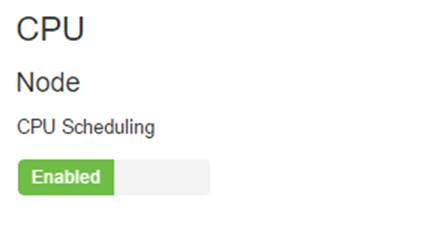 CPU
Node
CPU Scheduling
Enabled